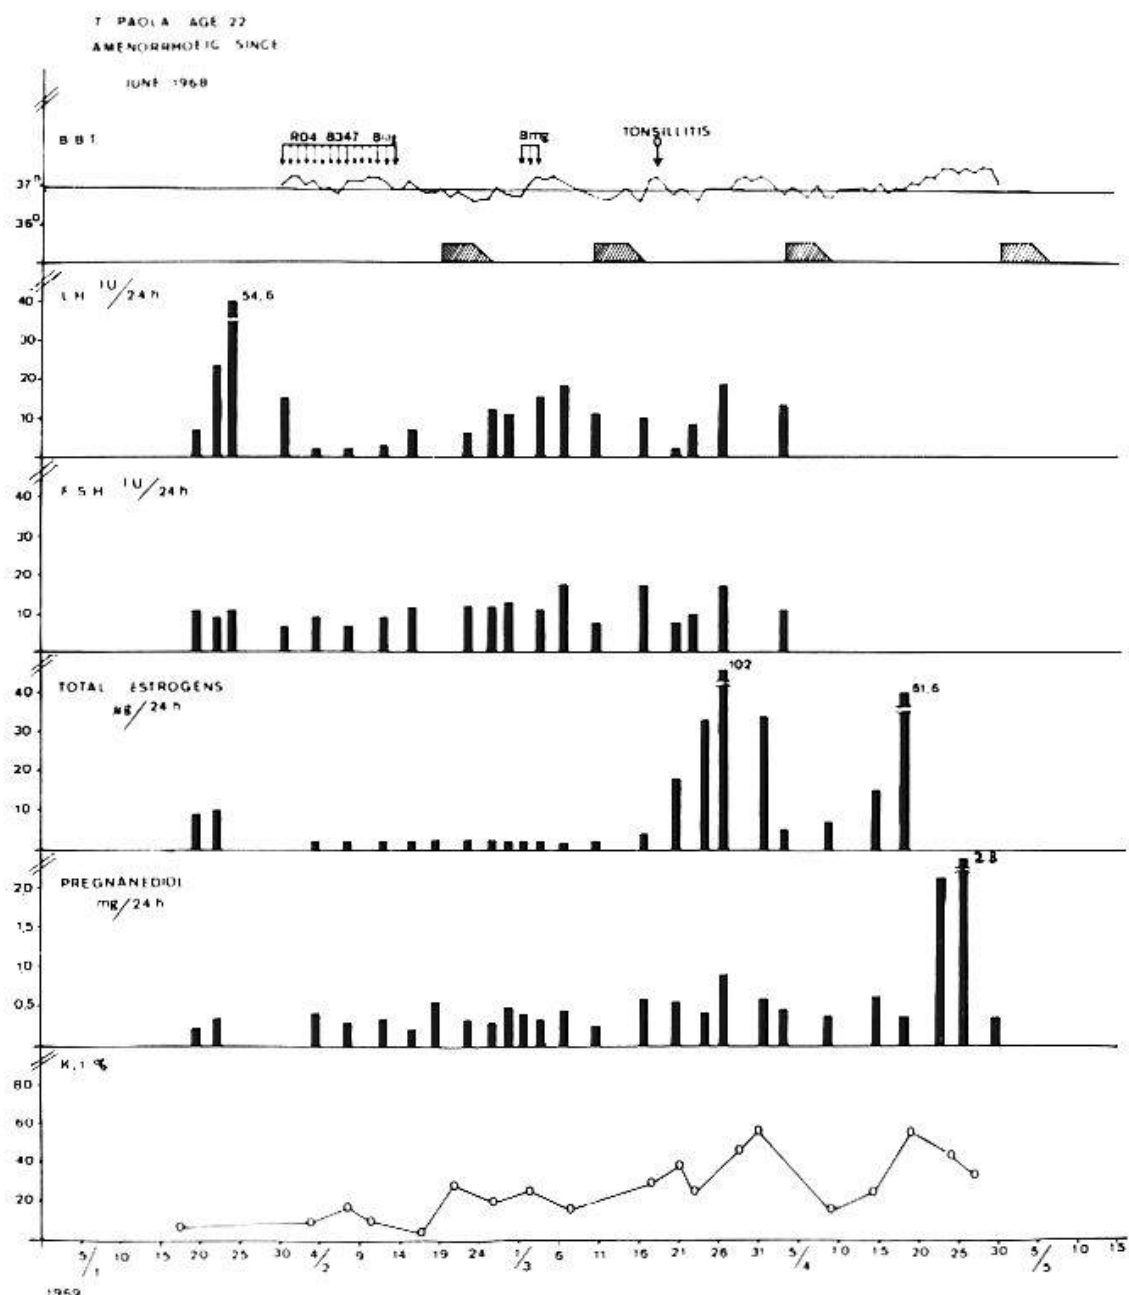 T PAOLA AGE 22
AMENORRHOEIC SINCE
JUNE 1968
B B T
RO4 8347 8mg
8mg
TONSILLITIS
37°
36°
LH IU/24 h
54,6
40
30
20
10
F S H IU/24 h
40
30
20
10
TOTAL ESTROGENS
µg/24 h
102
61,6
40
30
20
10
PREGNANEDIOL
mg/24 h
2,8
2,0
1,5
1,0
0,5
K.I %
80
60
40
20
5/1 10 15 20 25 30 4/2 9 14 19 24 1/3 6 11 16 21 26 31 5/4 10 15 20 25 30 5/5 10 15
1969